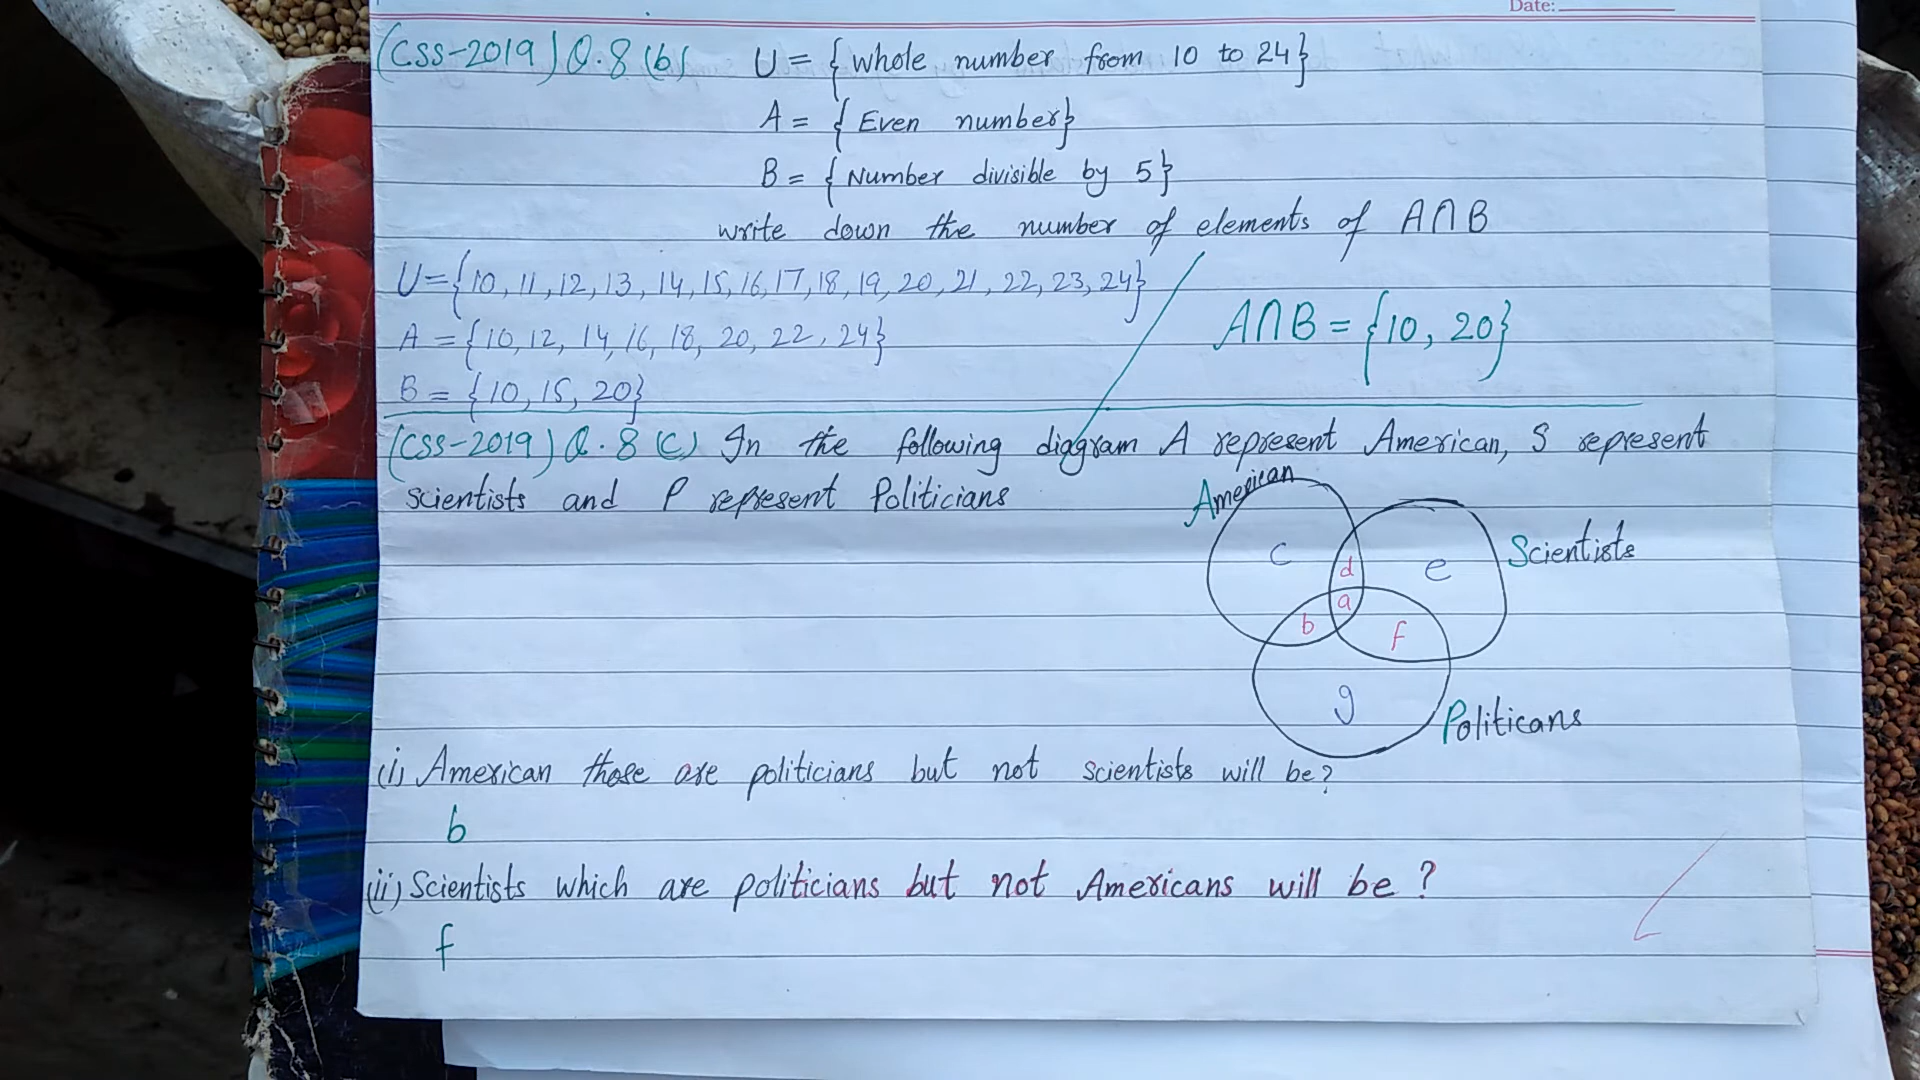 Date:
(CSS-2019) Q.8 (b) U = {whole number from 10 to 24}
A = {Even number}
B = {Number divisible by 5}
write down the number of elements of A∩B
U={10, 11, 12, 13, 14, 15, 16, 17, 18, 19, 20, 21, 22, 23, 24}
A = {10, 12, 14, 16, 18, 20, 22, 24}
A∩B = {10, 20}
B = {10, 15, 20}
(CSS-2019) Q.8 (C) In the following diagram A represent American, S represent
scientists and P represent Politicians
American
Scientists
c
d
e
a
b
f
g
Politicans
(i) American those are politicians but not scientists will be?
b
(ii) Scientists which are politicians but not Americans will be ?
f